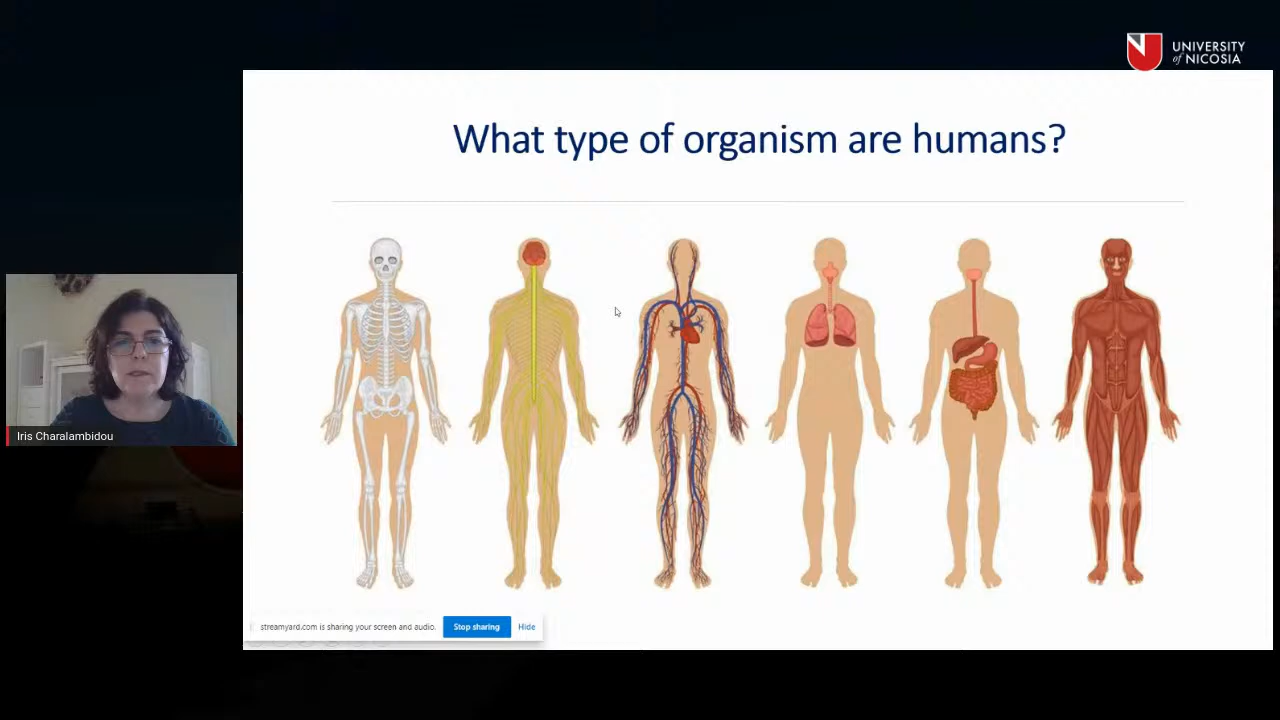 UNIVERSITY
of NICOSIA
What type of organism are humans?
Iris Charalambidou
streamyard.com is sharing your screen and audio.
Stop sharing
Hide